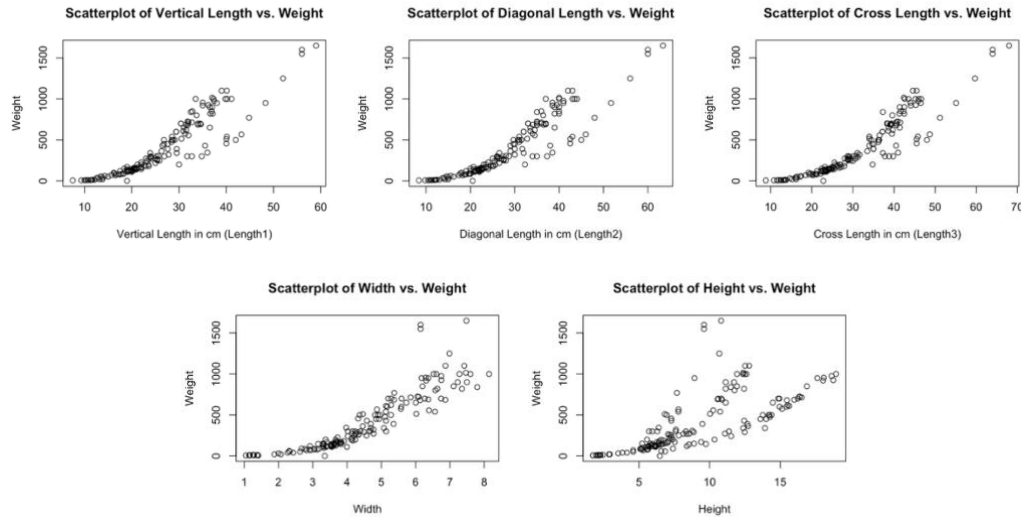 Scatterplot of Vertical Length vs. Weight
Weight
0 500 1000 1500
10 20 30 40 50 60
Vertical Length in cm (Length1)
Scatterplot of Diagonal Length vs. Weight
Weight
0 500 1000 1500
10 20 30 40 50 60
Diagonal Length in cm (Length2)
Scatterplot of Cross Length vs. Weight
Weight
0 500 1000 1500
10 20 30 40 50 60 70
Cross Length in cm (Length3)
Scatterplot of Width vs. Weight
Weight
0 500 1000 1500
1 2 3 4 5 6 7 8
Width
Scatterplot of Height vs. Weight
Weight
0 500 1000 1500
5 10 15
Height